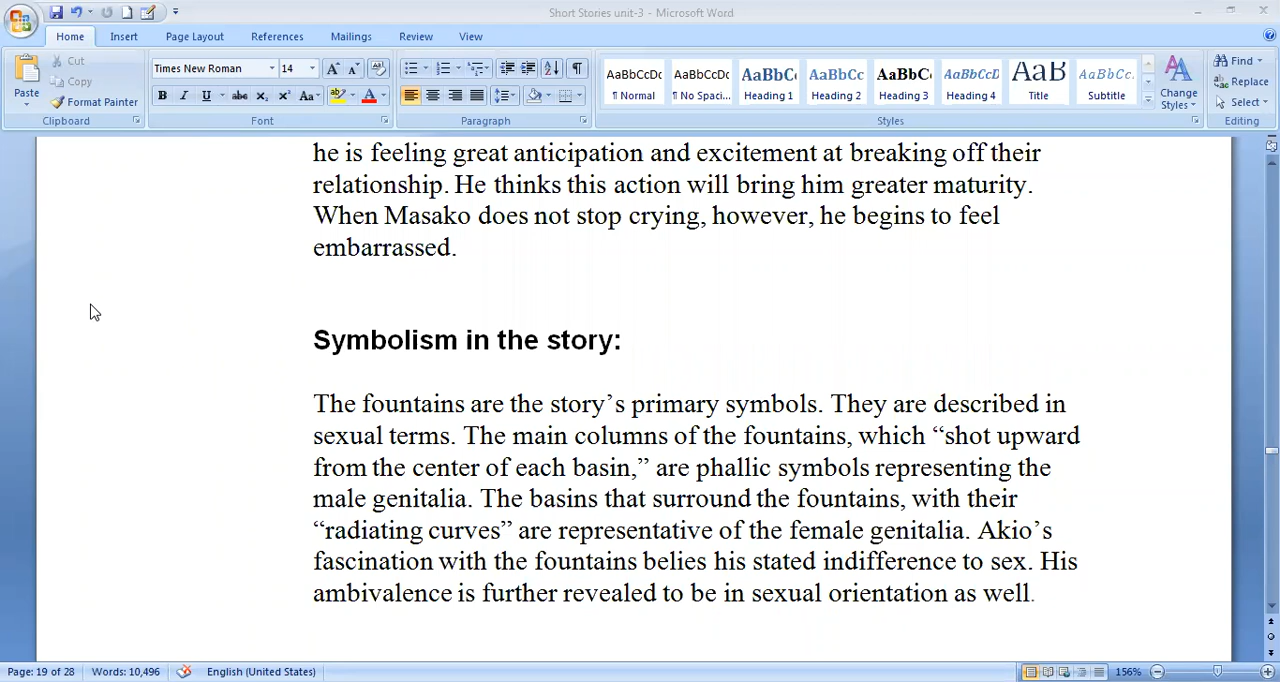 Short Stories unit-3 - Microsoft Word
Home Insert Page Layout References Mailings Review View
Paste
Cut
Copy
Format Painter
Clipboard
Times New Roman 14
Font
Paragraph
AaBbCcDc AaBbCcDc AaBbC( AaBbCc AaBbC( AaBbCcD AaB AaBbCc.
¶ Normal ¶ No Spaci... Heading 1 Heading 2 Heading 3 Heading 4 Title Subtitle
Change Styles
Styles
Find
Replace
Select
Editing
he is feeling great anticipation and excitement at breaking off their
relationship. He thinks this action will bring him greater maturity.
When Masako does not stop crying, however, he begins to feel
embarrassed.
Symbolism in the story:
The fountains are the story’s primary symbols. They are described in
sexual terms. The main columns of the fountains, which “shot upward
from the center of each basin,” are phallic symbols representing the
male genitalia. The basins that surround the fountains, with their
“radiating curves” are representative of the female genitalia. Akio’s
fascination with the fountains belies his stated indifference to sex. His
ambivalence is further revealed to be in sexual orientation as well.
Page: 19 of 28 Words: 10,496 English (United States) 156%